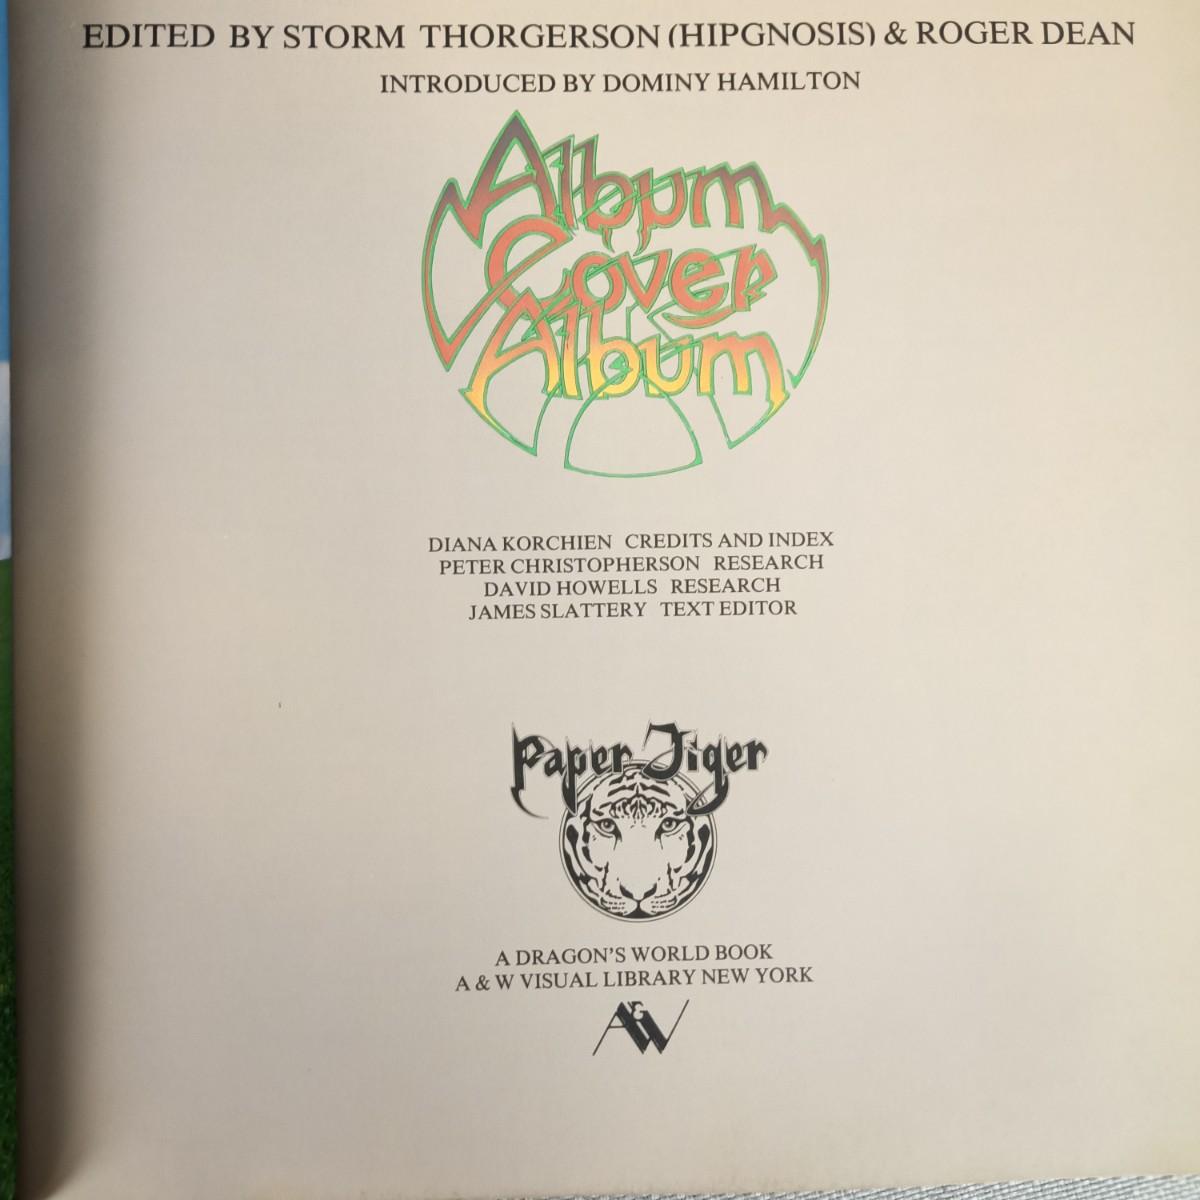 EDITED BY STORM THORGERSON (HIPGNOSIS) & ROGER DEAN
INTRODUCED BY DOMINY HAMILTON
Album
Cover
Album
DIANA KORCHIEN CREDITS AND INDEX
PETER CHRISTOPHERSON RESEARCH
DAVID HOWELLS RESEARCH
JAMES SLATTERY TEXT EDITOR
Paper Tiger
A DRAGON'S WORLD BOOK
A & W VISUAL LIBRARY NEW YORK
A&W